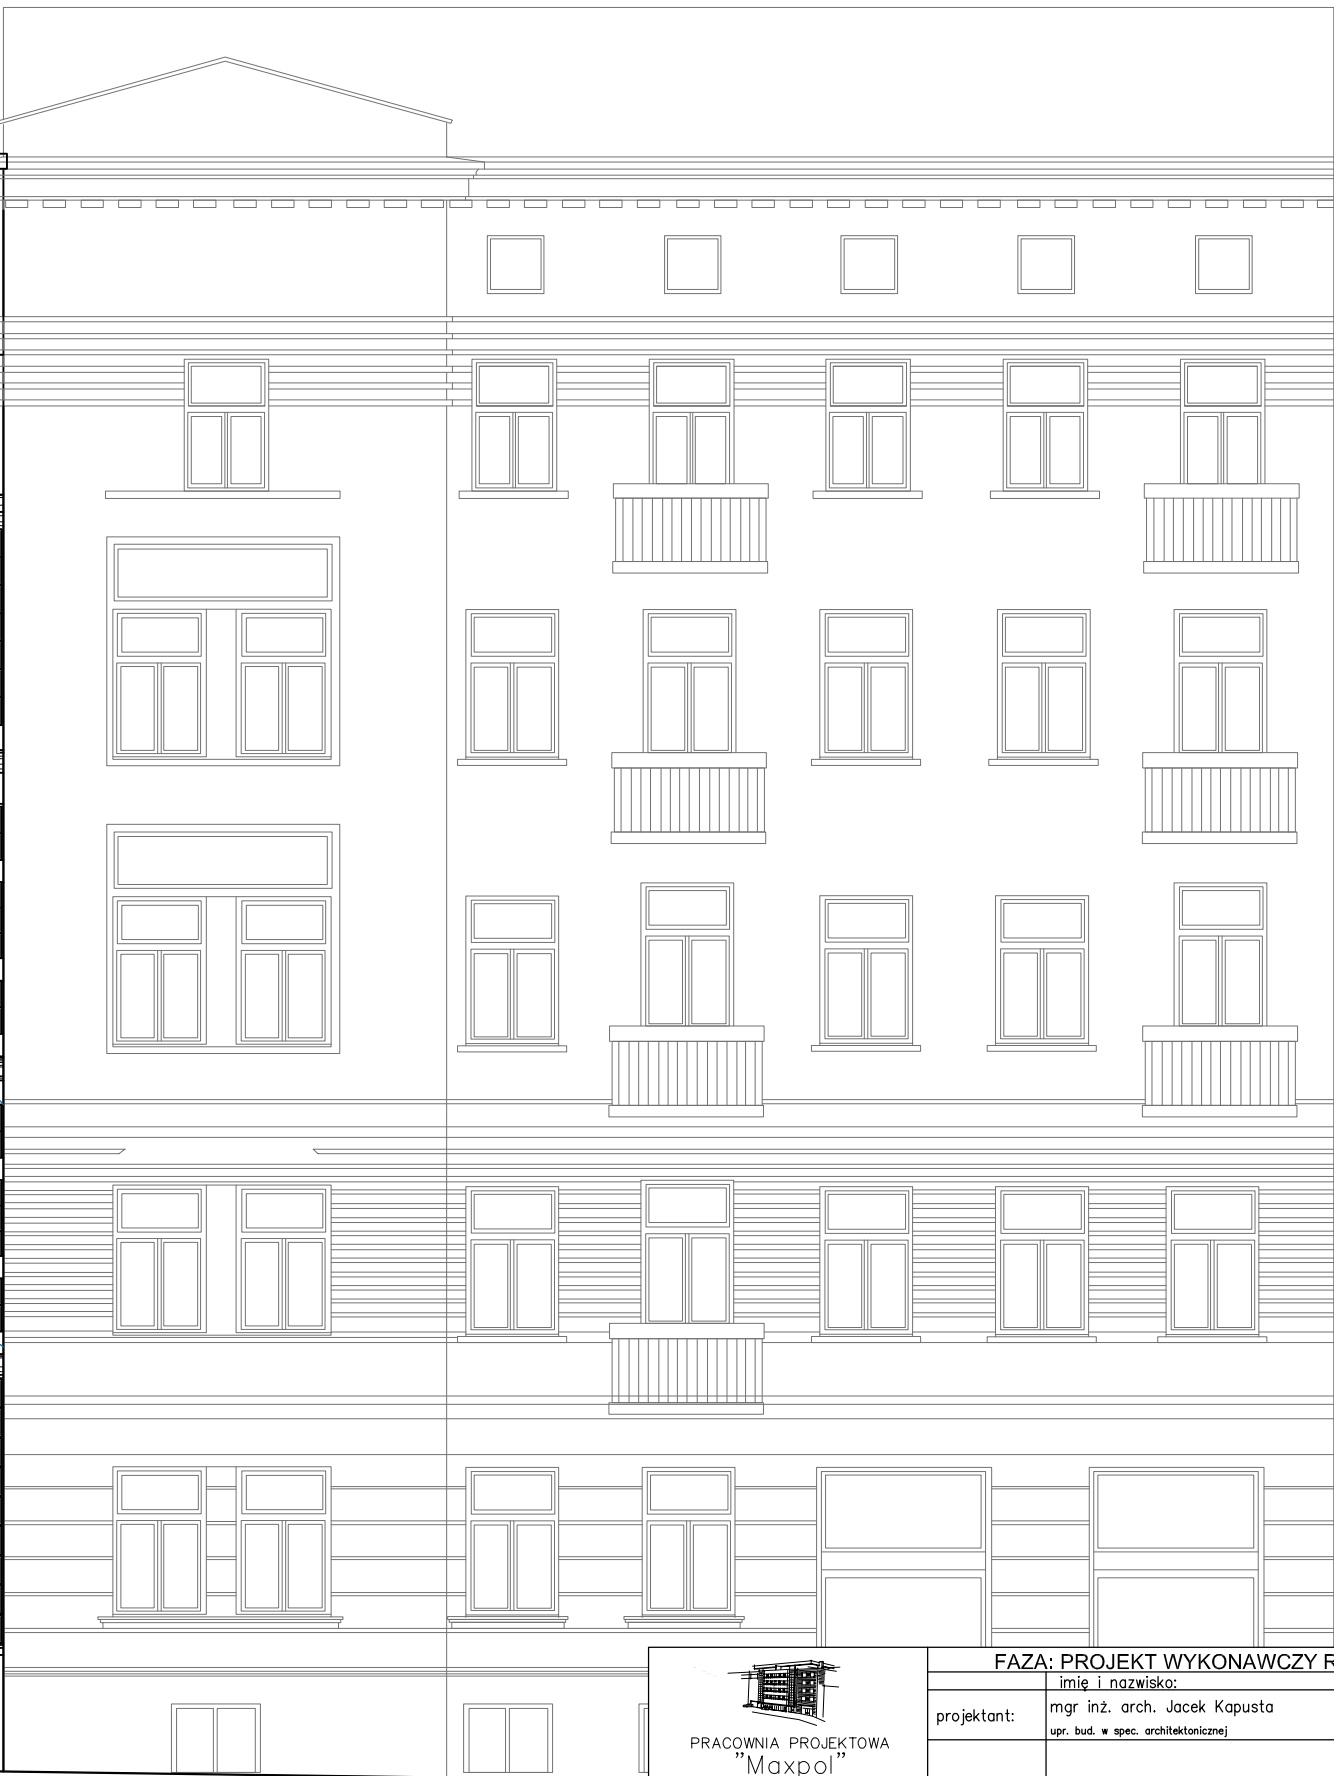 FAZA: PROJEKT WYKONAWCZY R
imię i nazwisko:
projektant:
mgr inż. arch. Jacek Kapusta
upr. bud. w spec. architektonicznej
PRACOWNIA PROJEKTOWA
"Maxpol"